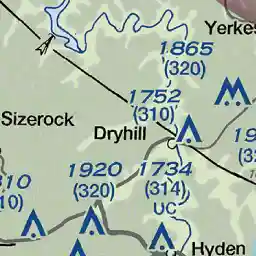 Yerkes
1865
(320)
1752
(310)
Sizerock
Dryhill
1920
(320)
1734
(314)
UC
Hyden